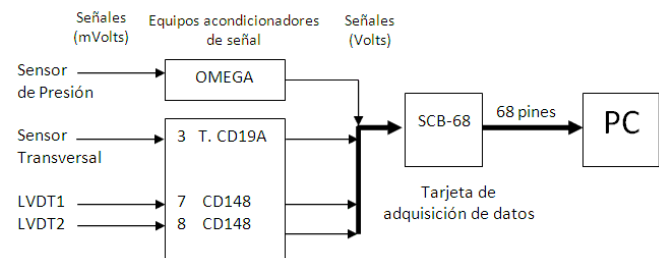 Señales
(mVolts)
Equipos acondicionadores
de señal
Señales
(Volts)
Sensor
de Presión
OMEGA
Sensor
Transversal
3 T. CD19A
LVDT1
7 CD148
LVDT2
8 CD148
SCB-68
68 pines
PC
Tarjeta de
adquisición de datos